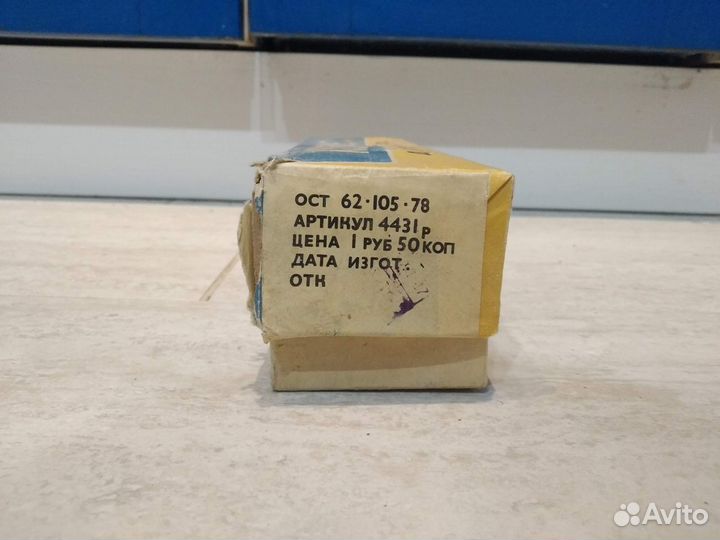 ОСТ 62·105·78
АРТИКУЛ 4431р
ЦЕНА 1 РУБ 50 КОП
ДАТА ИЗГОТ
ОТК
Avito